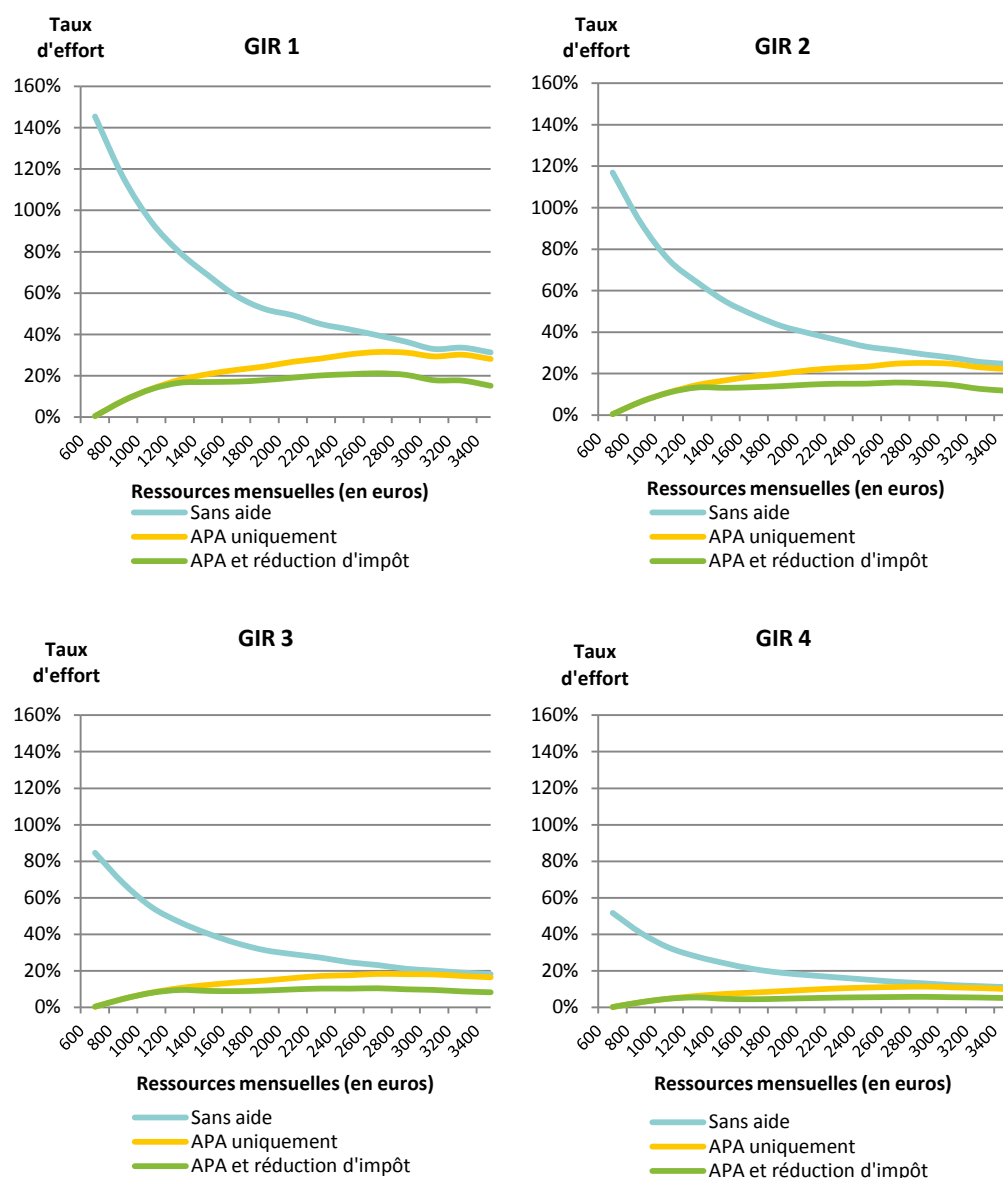 Taux
d'effort
GIR 1
160%
140%
120%
100%
80%
60%
40%
20%
0%
600 800 1000 1200 1400 1600 1800 2000 2200 2400 2600 2800 3000 3200 3400
Ressources mensuelles (en euros)
Sans aide
APA uniquement
APA et réduction d'impôt
Taux
d'effort
GIR 2
160%
140%
120%
100%
80%
60%
40%
20%
0%
600 800 1000 1200 1400 1600 1800 2000 2200 2400 2600 2800 3000 3200 3400
Ressources mensuelles (en euros)
Sans aide
APA uniquement
APA et réduction d'impôt
Taux
d'effort
GIR 3
160%
140%
120%
100%
80%
60%
40%
20%
0%
600 800 1000 1200 1400 1600 1800 2000 2200 2400 2600 2800 3000 3200 3400
Ressources mensuelles (en euros)
Sans aide
APA uniquement
APA et réduction d'impôt
Taux
d'effort
GIR 4
160%
140%
120%
100%
80%
60%
40%
20%
0%
600 800 1000 1200 1400 1600 1800 2000 2200 2400 2600 2800 3000 3200 3400
Ressources mensuelles (en euros)
Sans aide
APA uniquement
APA et réduction d'impôt